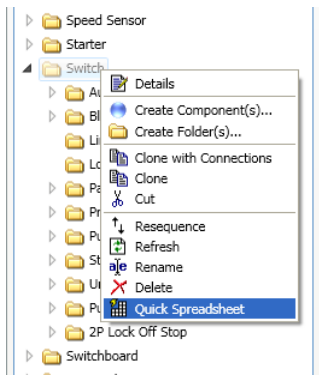 Speed Sensor
Starter
Switch
Details
Create Component(s)...
Create Folder(s)...
Clone with Connections
Clone
Cut
Resequence
Refresh
Rename
Delete
Quick Spreadsheet
2P Lock Off Stop
Switchboard